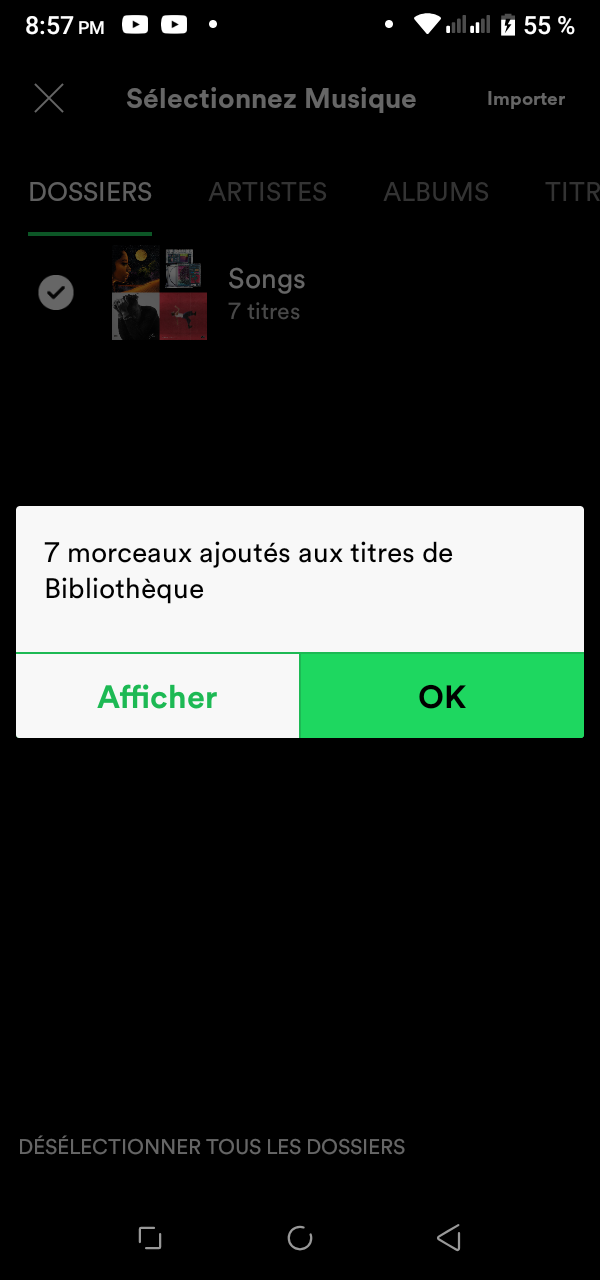 8:57 PM 55 %
Sélectionnez Musique Importer
DOSSIERS ARTISTES ALBUMS TITR
Songs
7 titres
7 morceaux ajoutés aux titres de
Bibliothèque
Afficher OK
DÉSÉLECTIONNER TOUS LES DOSSIERS